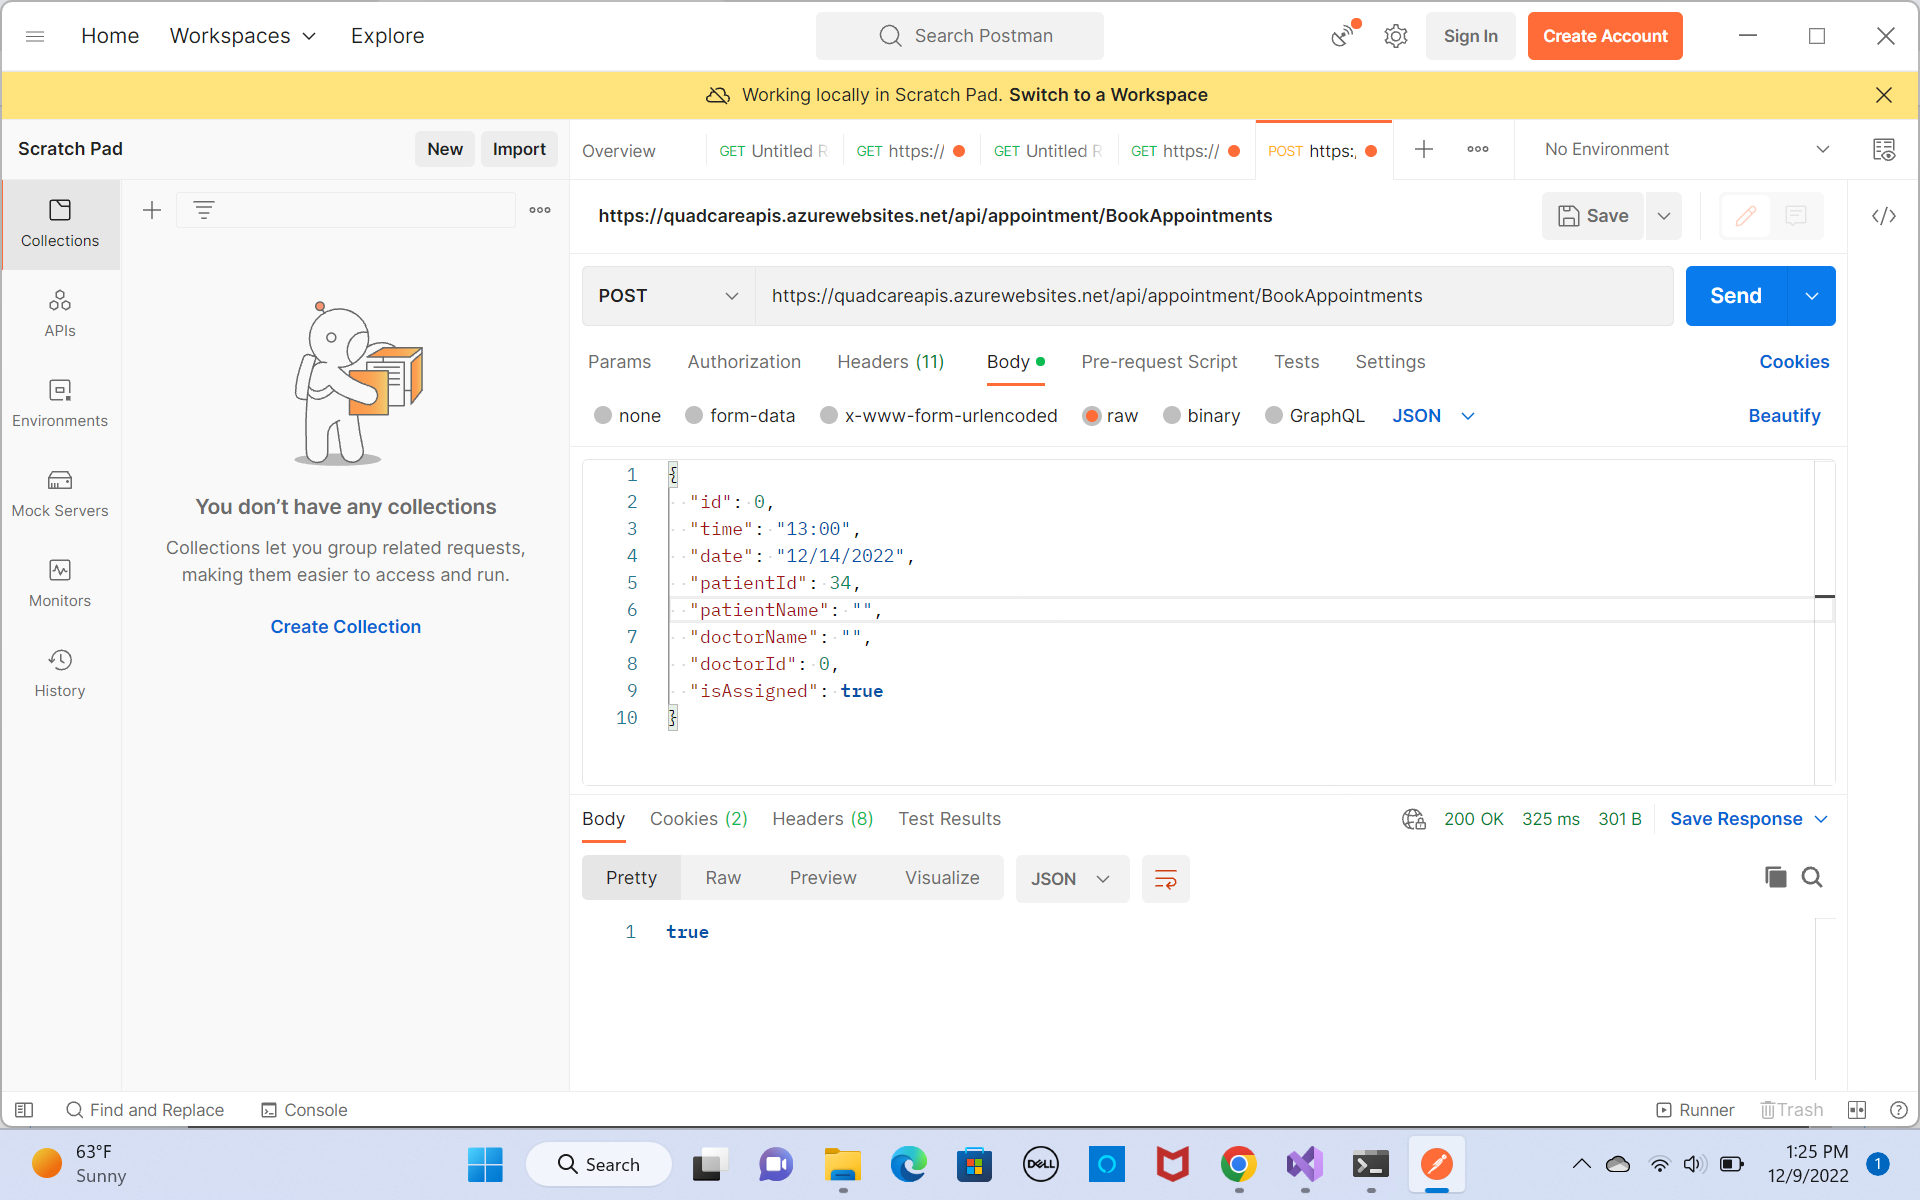 Home Workspaces Explore Search Postman Sign In Create Account
Working locally in Scratch Pad. Switch to a Workspace
Scratch Pad New Import Overview GET Untitled R GET https:// GET Untitled R GET https:// POST https:, No Environment
Collections
APIs
Environments
Mock Servers
Monitors
History
You don't have any collections
Collections let you group related requests,
making them easier to access and run.
Create Collection
https://quadcareapis.azurewebsites.net/api/appointment/BookAppointments Save
POST https://quadcareapis.azurewebsites.net/api/appointment/BookAppointments Send
Params Authorization Headers (11) Body Pre-request Script Tests Settings Cookies
none form-data x-www-form-urlencoded raw binary GraphQL JSON Beautify
1 {
2 "id": 0,
3 "time": "13:00",
4 "date": "12/14/2022",
5 "patientId": 34,
6 "patientName": "",
7 "doctorName": "",
8 "doctorId": 0,
9 "isAssigned": true
10 }
Body Cookies (2) Headers (8) Test Results 200 OK 325 ms 301 B Save Response
Pretty Raw Preview Visualize JSON
1 true
Find and Replace Console Runner Trash
63°F
Sunny
Search
DELL
1:25 PM
12/9/2022
1